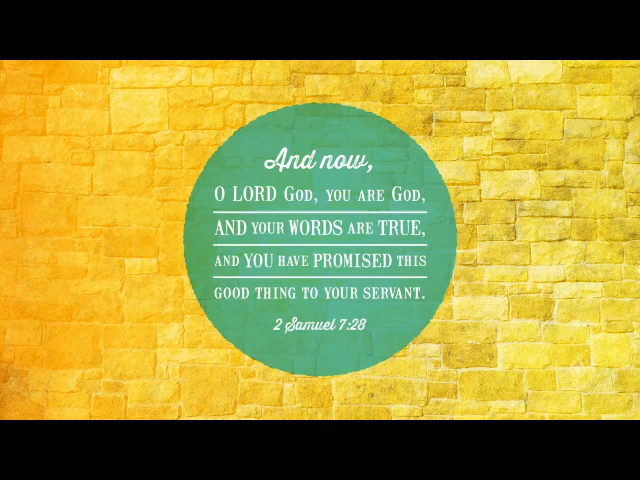 And now,
O LORD GOD, YOU ARE GOD,
AND YOUR WORDS ARE TRUE,
AND YOU HAVE PROMISED THIS
GOOD THING TO YOUR SERVANT.
2 Samuel 7:28